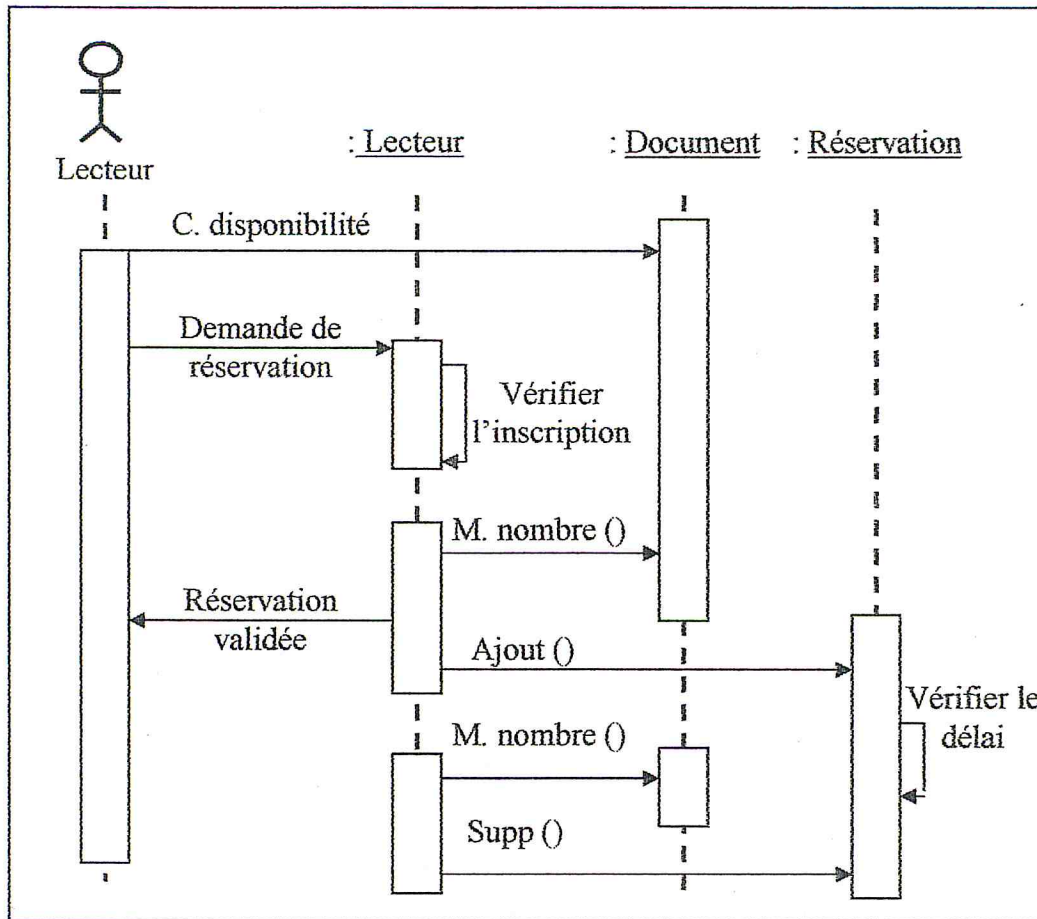 : Lecteur
: Document
: Réservation
Lecteur
C. disponibilité
Demande de
réservation
Vérifier
l’inscription
M. nombre ()
Réservation
validée
Ajout ()
Vérifier le
délai
M. nombre ()
Supp ()